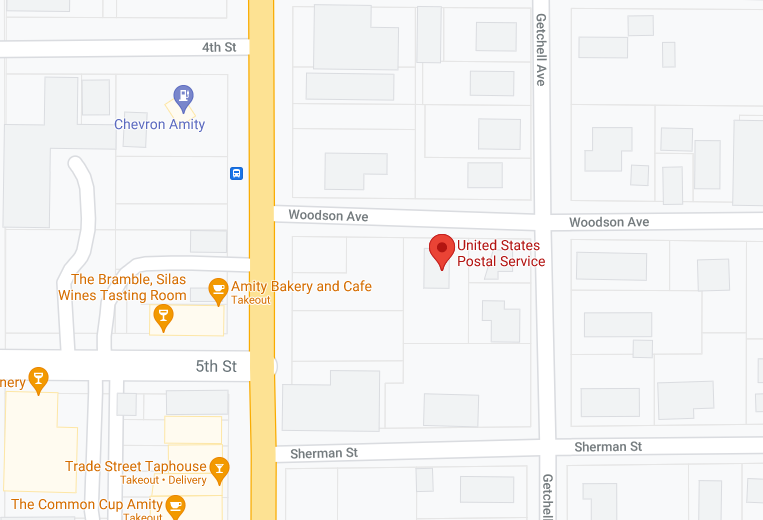 4th St
Getchell Ave
Chevron Amity
Woodson Ave
Woodson Ave
United States
Postal Service
The Bramble, Silas
Wines Tasting Room
Amity Bakery and Cafe
Takeout
5th St
nery
Sherman St
Sherman St
Trade Street Taphouse
Takeout • Delivery
Getchell
The Common Cup Amity
Takeout